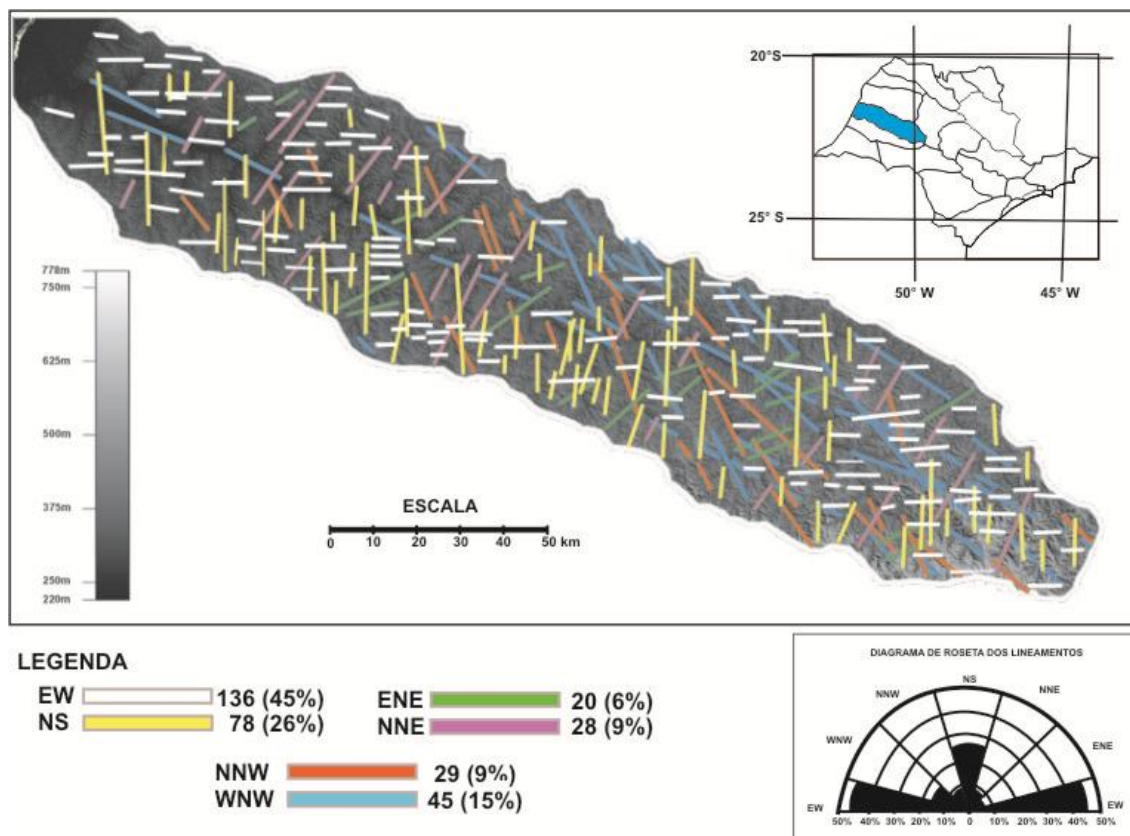 20°S
25° S
50° W
45° W
778m
750m
625m
500m
375m
250m
220m
ESCALA
0 10 20 30 40 50 km
LEGENDA
EW 136 (45%)
NS 78 (26%)
ENE 20 (6%)
NNE 28 (9%)
NNW 29 (9%)
WNW 45 (15%)
DIAGRAMA DE ROSETA DOS LINEAMENTOS
NS
NNW NNE
WNW ENE
EW EW
50% 40% 30% 20% 10% 0 10% 20% 30% 40% 50%